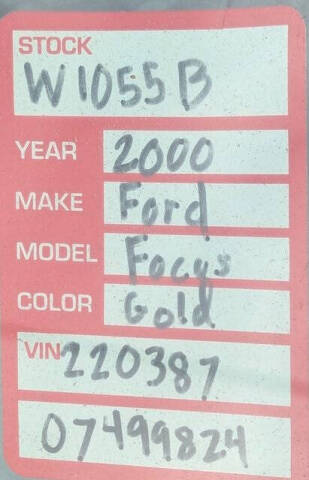 STOCK
W1055B
YEAR 2000
MAKE Ford
MODEL Focus
COLOR Gold
VIN 220387
07499824